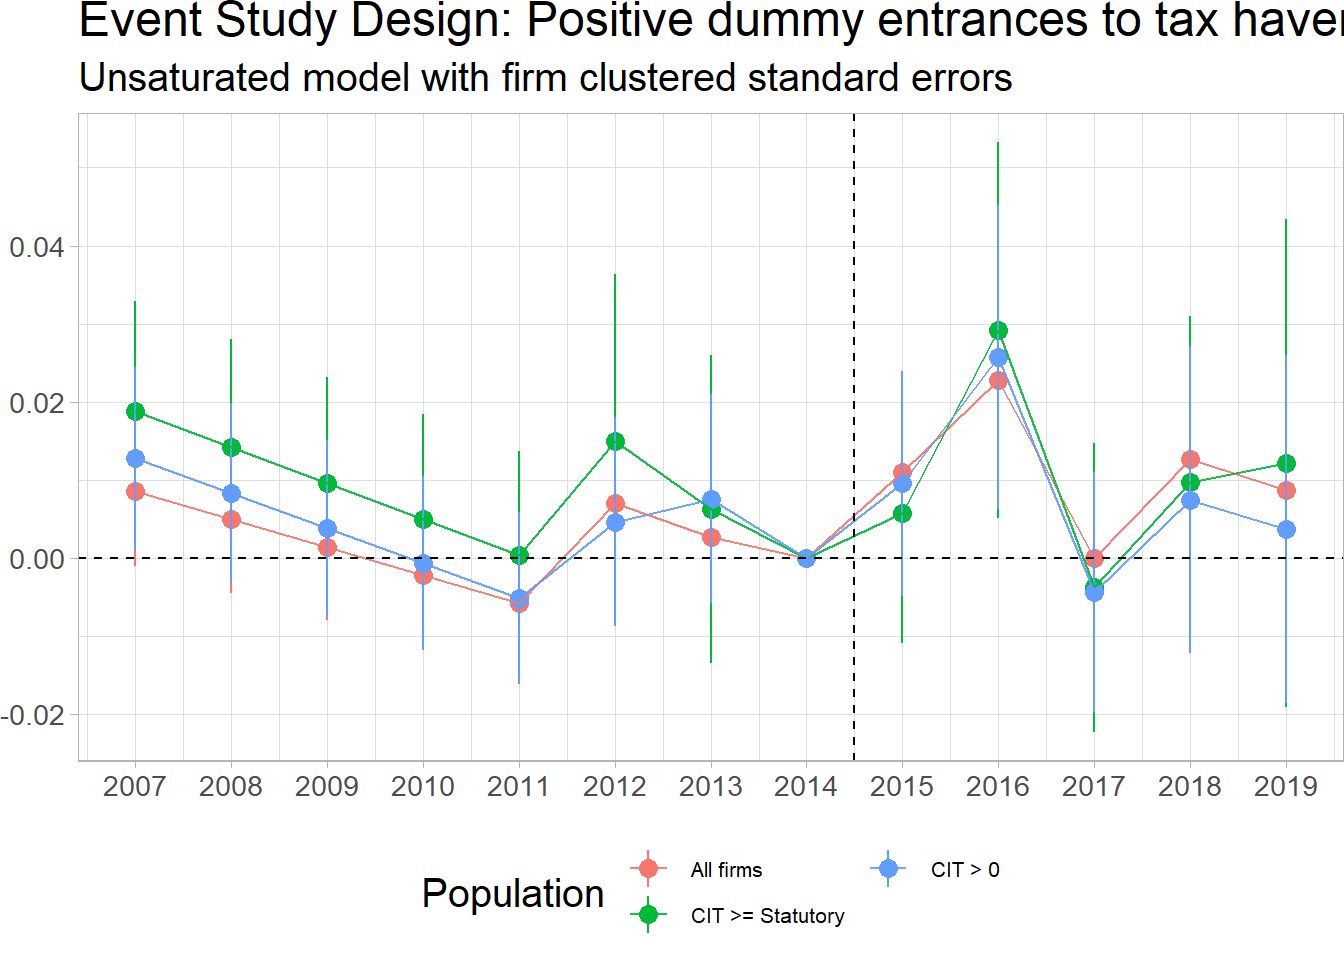 Event Study Design: Positive dummy entrances to tax
Unsaturated model with firm clustered standard errors
0.04
0.02
0.00
-0.02
2007 2008 2009 2010 2011 2012 2013 2014 2015 2016 2017 2018 2019
Population
All firms
CIT > 0
CIT >= Statutory